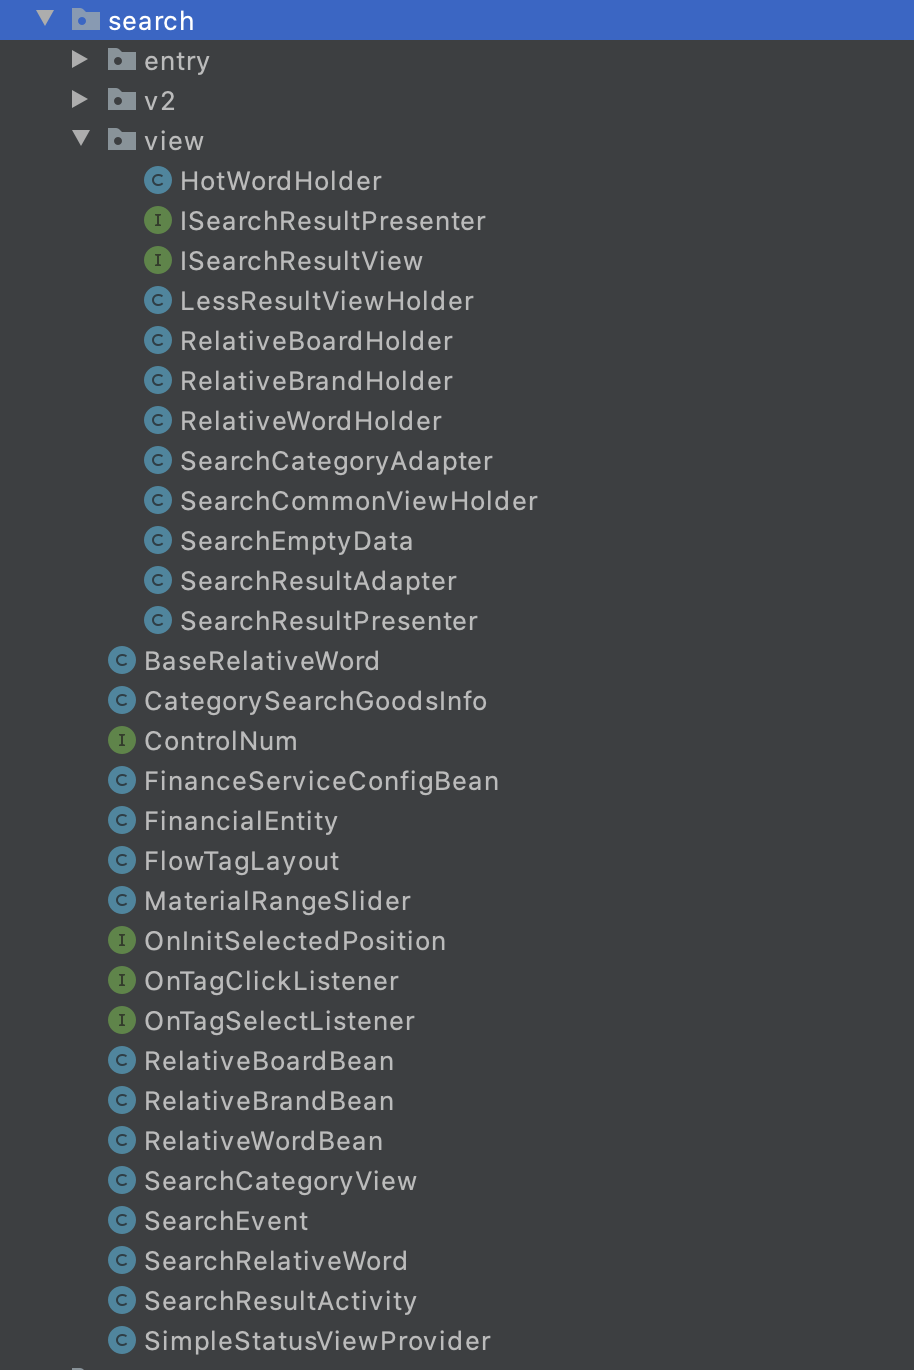 search
entry
v2
view
HotWordHolder
ISearchResultPresenter
ISearchResultView
LessResultViewHolder
RelativeBoardHolder
RelativeBrandHolder
RelativeWordHolder
SearchCategoryAdapter
SearchCommonViewHolder
SearchEmptyData
SearchResultAdapter
SearchResultPresenter
BaseRelativeWord
CategorySearchGoodsInfo
ControlNum
FinanceServiceConfigBean
FinancialEntity
FlowTagLayout
MaterialRangeSlider
OnInitSelectedPosition
OnTagClickListener
OnTagSelectListener
RelativeBoardBean
RelativeBrandBean
RelativeWordBean
SearchCategoryView
SearchEvent
SearchRelativeWord
SearchResultActivity
SimpleStatusViewProvider